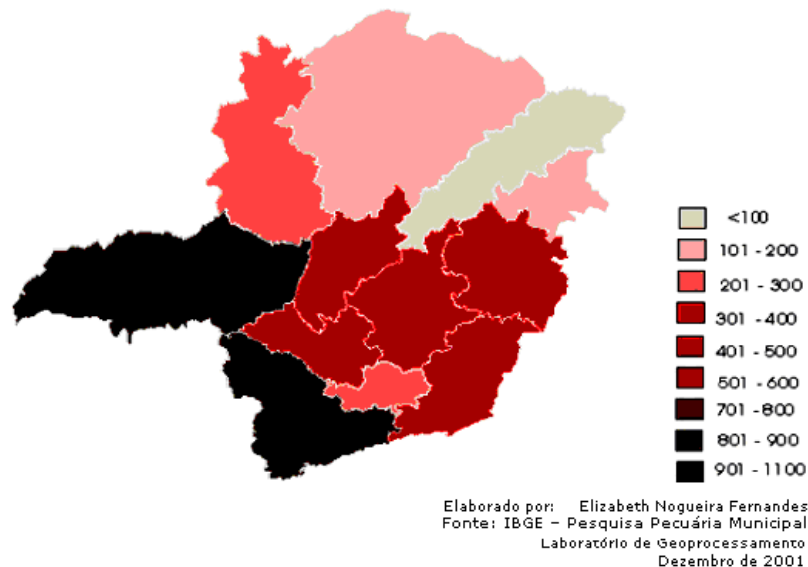 <100
101 - 200
201 - 300
301 - 400
401 - 500
501 - 600
701 - 800
801 - 900
901 - 1100
Elaborado por: Elizabeth Nogueira Fernandes
Fonte: IBGE - Pesquisa Pecuária Municipal
Laboratório de Geoprocessamento
Dezembro de 2001